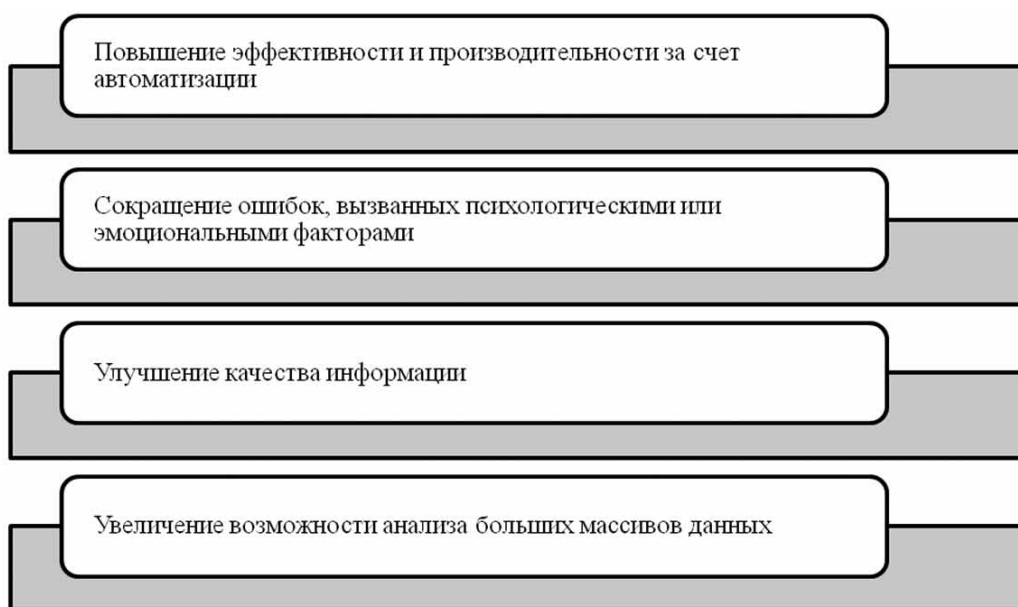 Повышение эффективности и производительности за счет
автоматизации
Сокращение ошибок, вызванных психологическими или
эмоциональными факторами
Улучшение качества информации
Увеличение возможности анализа больших массивов данных